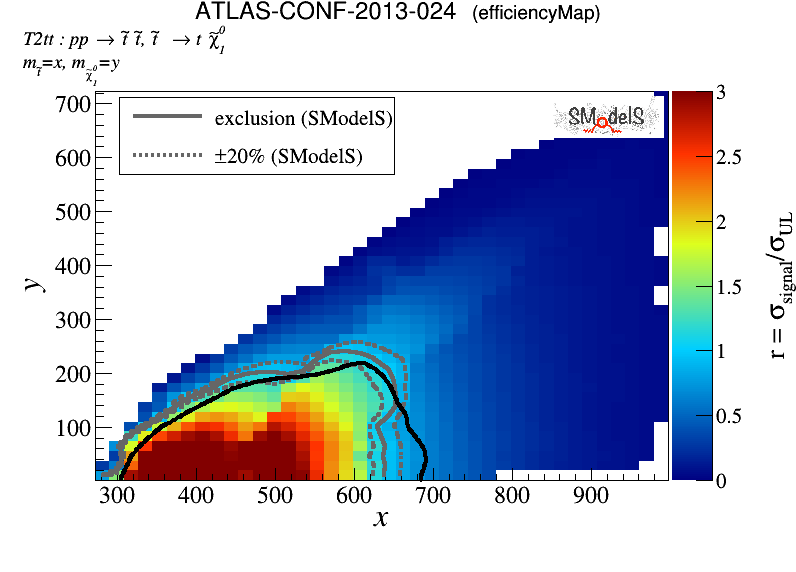 ATLAS-CONF-2013-024 (efficiencyMap)
T2tt : pp → t̃ t̃, t̃ → t χ̃₁⁰
m_t̃=x, m_χ̃₁⁰=y
exclusion (SModelS)
±20% (SModelS)
SModelS
700
600
500
400
300
200
100
y
300 400 500 600 700 800 900
x
3
2.5
2
1.5
1
0.5
0
r = σ_signal/σ_UL